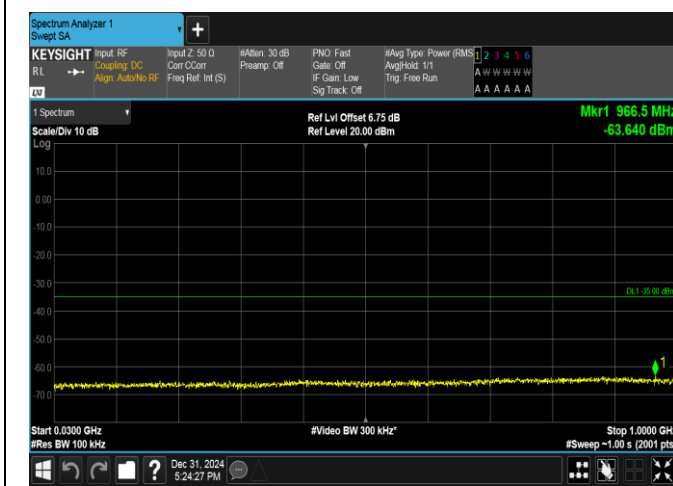 Spectrum Analyzer 1
Swept SA
KEYSIGHT Input: RF Input Z: 50 Ω #Atten: 30 dB PNO: Fast #Avg Type: Power (RMS 1 2 3 4 5 6
RL Coupling: DC Corr CCorr Preamp: Off Gate: Off Avg|Hold: 1/1 A W W W W W
Align: Auto/No RF Freq Ref: Int (S) IF Gain: Low Trig: Free Run
LXI Sig Track: Off A A A A A A
1 Spectrum Ref Lvl Offset 6.75 dB Mkr1 966.5 MHz
Scale/Div 10 dB Ref Level 20.00 dBm -63.640 dBm
Log
10.0
0.00
-10.0
-20.0
-30.0
DL1 -35.00 dBm
-40.0
-50.0
1
-60.0
-70.0
Start 0.0300 GHz #Video BW 300 kHz* Stop 1.0000 GHz
#Res BW 100 kHz #Sweep ~1.00 s (2001 pts
? Dec 31, 2024
5:24:27 PM